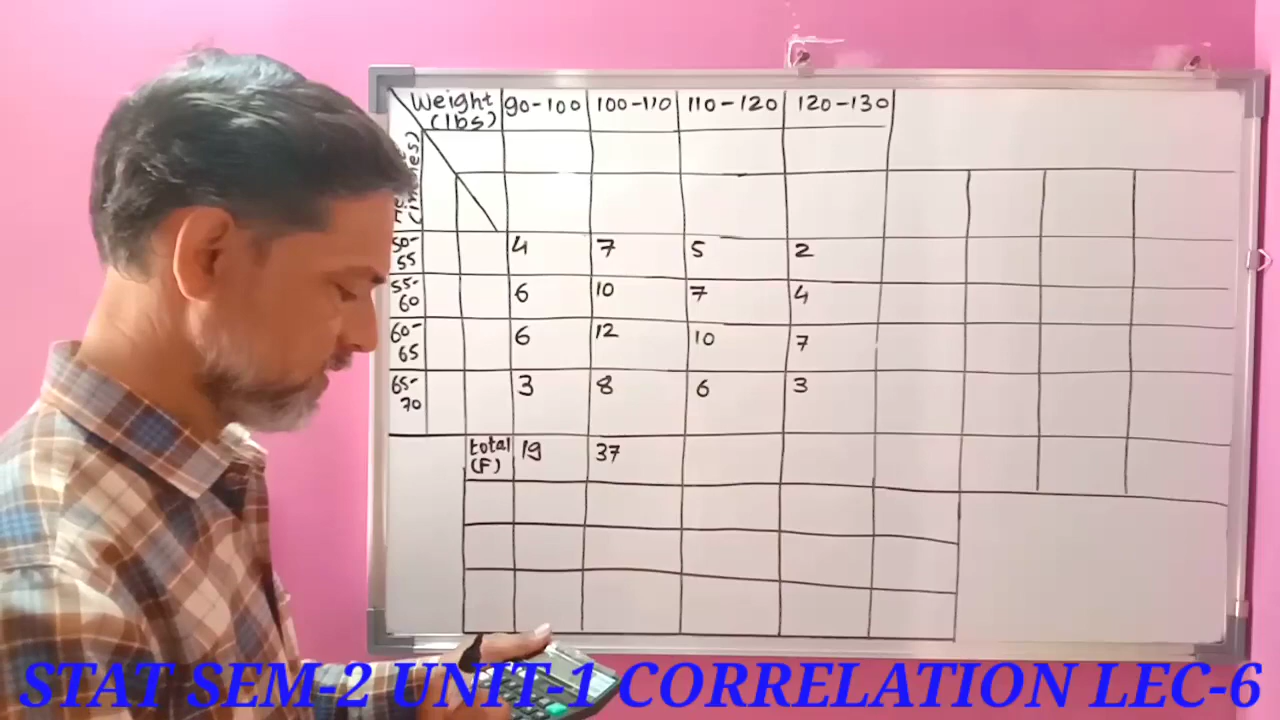 Weight 90-100 100-110 110-120 120-130
(lbs)
50- 4 7 5 2
55
55- 6 10 7 4
60
60- 6 12 10 7
65
65- 3 8 6 3
70
total 19 37
(F)
STAT SEM-2 UNIT-1 CORRELATION LEC-6